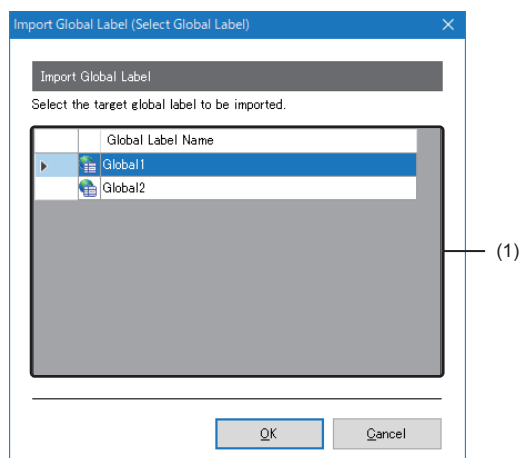 Import Global Label (Select Global Label)
Import Global Label
Select the target global label to be imported.
Global Label Name
Global1
Global2
(1)
OK
Cancel